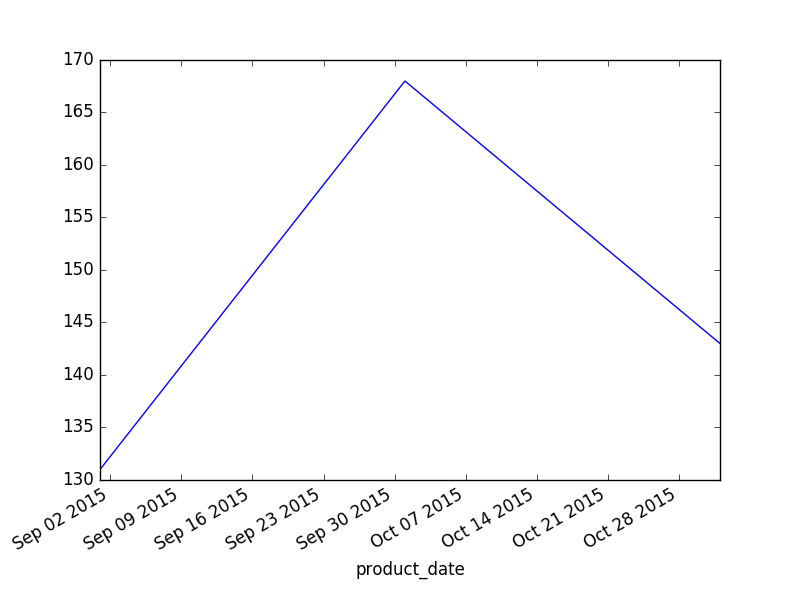 170
165
160
155
150
145
140
135
130
Sep 02 2015
Sep 09 2015
Sep 16 2015
Sep 23 2015
Sep 30 2015
Oct 07 2015
Oct 14 2015
Oct 21 2015
Oct 28 2015
product_date